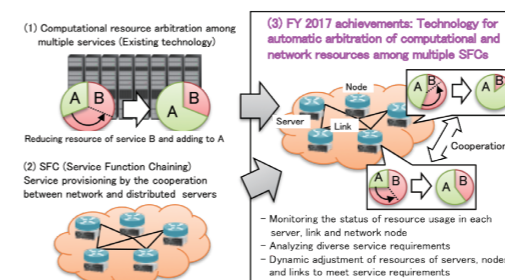 (1) Computational resource arbitration among
multiple services (Existing technology)
A
B
A
B
Reducing resource of service B and adding to A
(2) SFC (Service Function Chaining)
Service provisioning by the cooperation
between network and distributed servers
(3) FY 2017 achievements: Technology for
automatic arbitration of computational and
network resources among multiple SFCs
Node
Server
Link
A
B
A
B
Cooperation
A
B
A
B
- Monitoring the status of resource usage in each
server, link and network node
- Analyzing diverse service requirements
- Dynamic adjustment of resources of servers, nodes
and links to meet service requirements